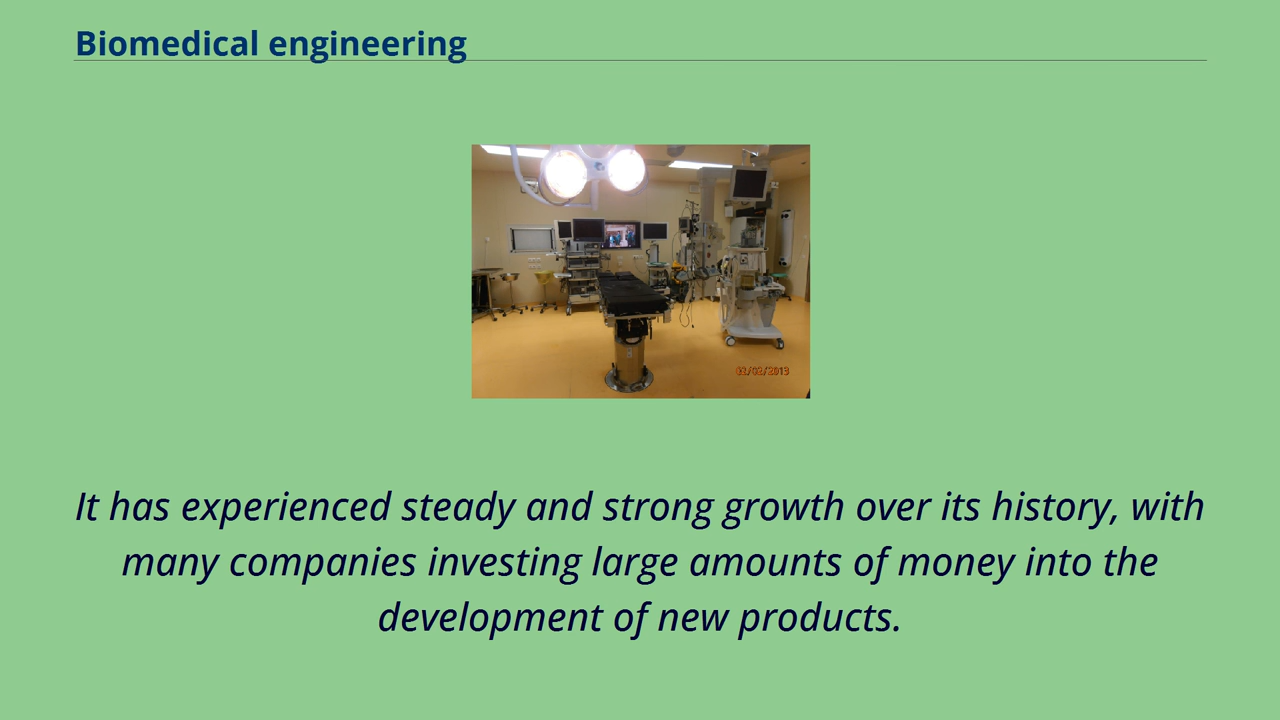 Biomedical engineering
02/02/2013
It has experienced steady and strong growth over its history, with
many companies investing large amounts of money into the
development of new products.